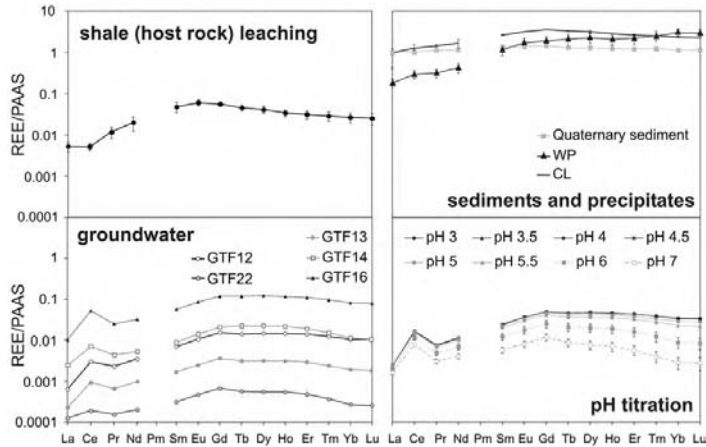 shale (host rock) leaching
REE/PAAS
10
1
0.1
0.01
0.001
0.0001
Quaternary sediment
WP
CL
sediments and precipitates
groundwater
GTF12
GTF22
GTF13
GTF14
GTF16
REE/PAAS
1
0.1
0.01
0.001
0.0001
La Ce Pr Nd Pm Sm Eu Gd Tb Dy Ho Er Tm Yb Lu
pH 3 pH 3.5 pH 4 pH 4.5
pH 5 pH 5.5 pH 6 pH 7
pH titration
La Ce Pr Nd Pm Sm Eu Gd Tb Dy Ho Er Tm Yb Lu